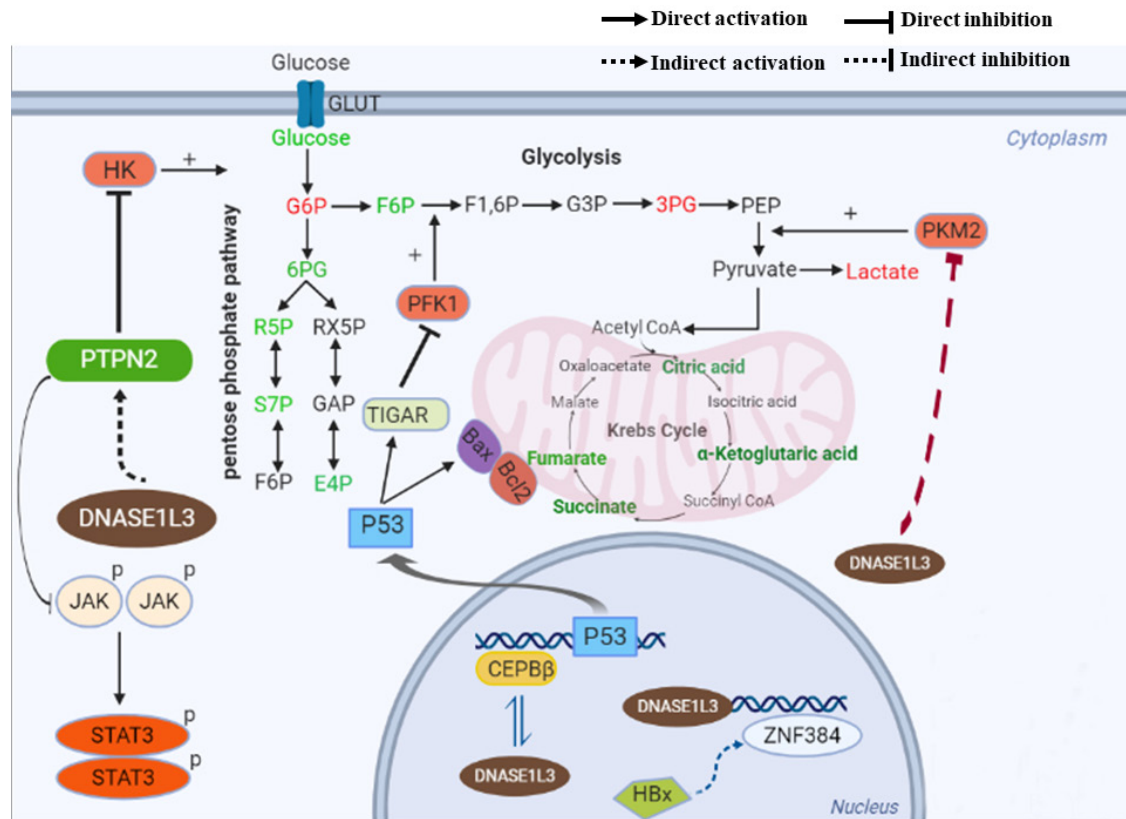 Direct activation
Direct inhibition
Indirect activation
Indirect inhibition
Glucose
GLUT
Glucose
Cytoplasm
Glycolysis
HK
+
G6P
F6P
F1,6P
G3P
3PG
PEP
+
PKM2
pentose phosphate pathway
6PG
+
PFK1
Pyruvate
Lactate
R5P
RX5P
Acetyl CoA
PTPN2
Oxaloacetate
Citric acid
S7P
GAP
TIGAR
Malate
Isocitric acid
Krebs Cycle
Bax
Bcl2
Fumarate
α-Ketoglutaric acid
F6P
E4P
Succinate
Succinyl CoA
DNASE1L3
P53
DNASE1L3
p
p
JAK
JAK
P53
CEPBβ
DNASE1L3
ZNF384
p
STAT3
p
STAT3
DNASE1L3
HBx
Nucleus